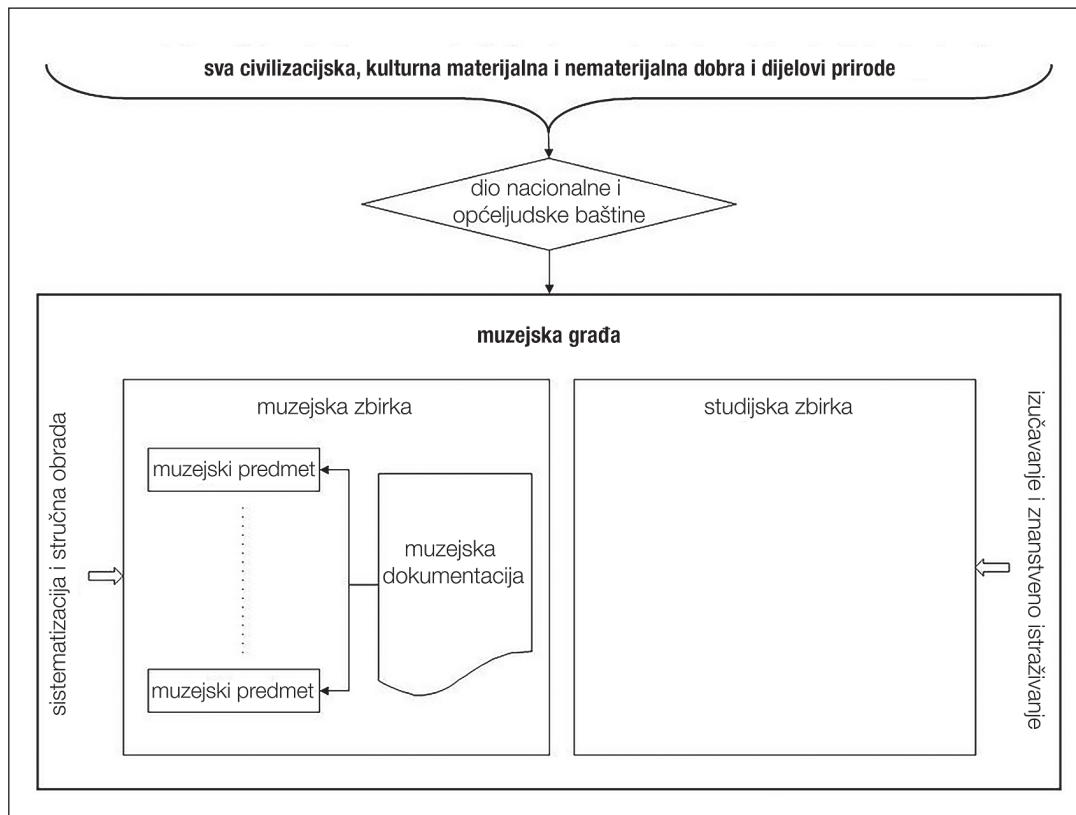 sva civilizacijska, kulturna materijalna i nematerijalna dobra i dijelovi prirode
dio nacionalne i
općeljudske baštine
muzejska građa
sistematizacija i stručna obrada
muzejska zbirka
muzejski predmet
muzejska
dokumentacija
muzejski predmet
studijska zbirka
izučavanje i znanstveno istraživanje